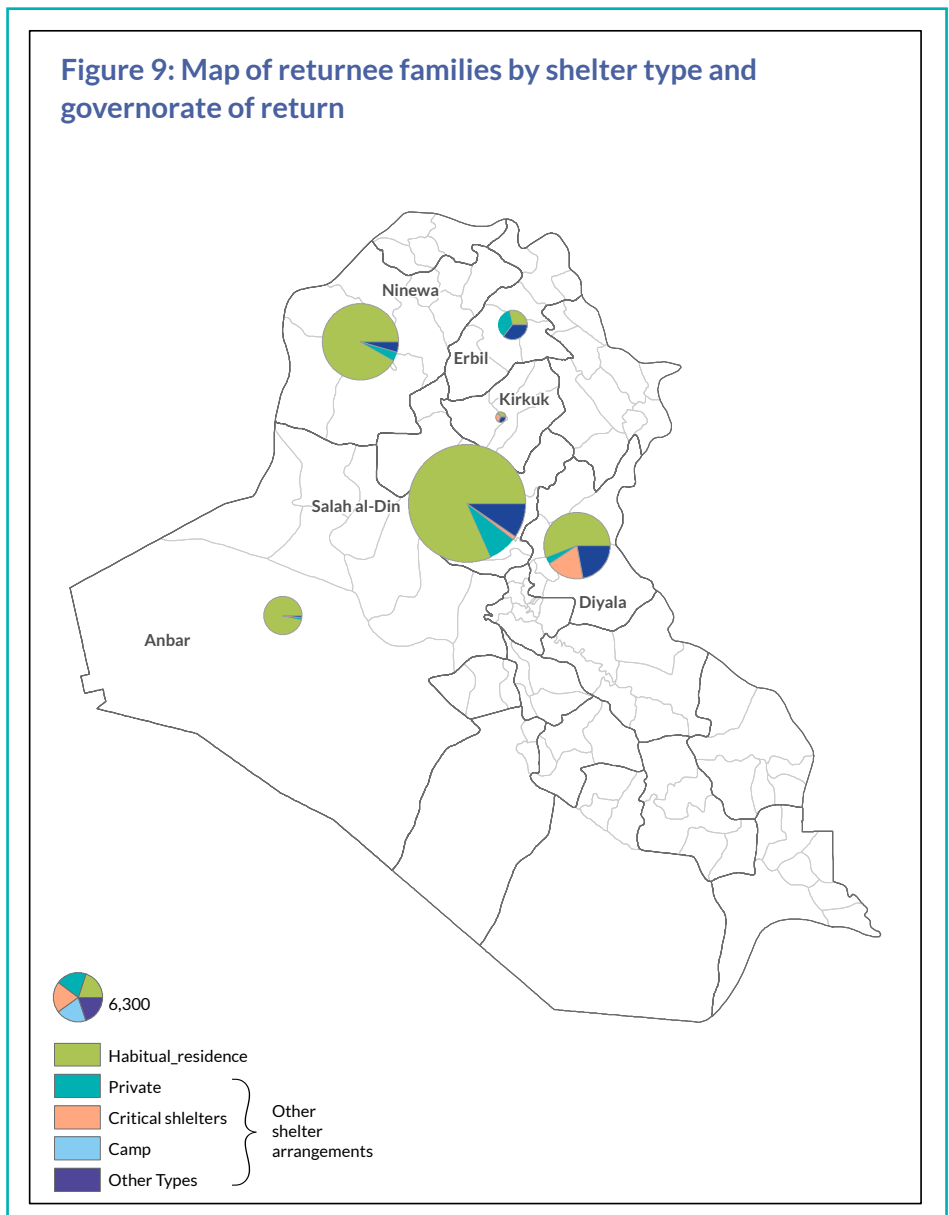 Figure 9: Map of returnee families by shelter type and
governorate of return
Ninewa
Erbil
Kirkuk
Salah al-Din
Diyala
Anbar
6,300
Habitual_residence
Private
Critical shlelters
Camp
Other Types
Other
shelter
arrangements